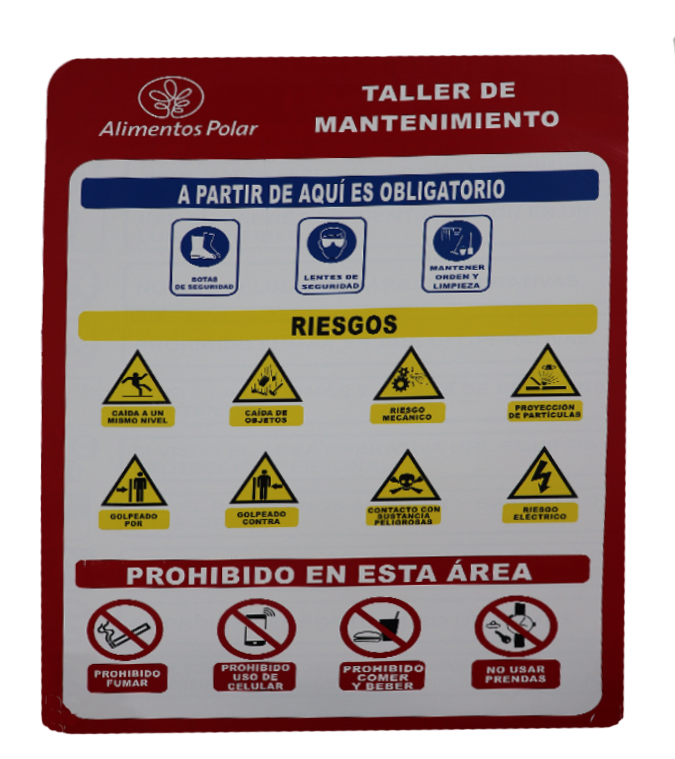 Alimentos Polar
TALLER DE
MANTENIMIENTO
A PARTIR DE AQUÍ ES OBLIGATORIO
BOTAS
DE SEGURIDAD
LENTES DE
SEGURIDAD
MANTENER
ORDEN Y
LIMPIEZA
RIESGOS
CAÍDA A UN
MISMO NIVEL
CAÍDA DE
OBJETOS
RIESGO
MECÁNICO
PROYECCIÓN
DE PARTÍCULAS
GOLPEADO
POR
GOLPEADO
CONTRA
CONTACTO CON
SUSTANCIA
PELIGROSAS
RIESGO
ELÉCTRICO
PROHIBIDO EN ESTA ÁREA
PROHIBIDO
FUMAR
PROHIBIDO
USO DE
CELULAR
PROHIBIDO
COMER
Y BEBER
NO USAR
PRENDAS